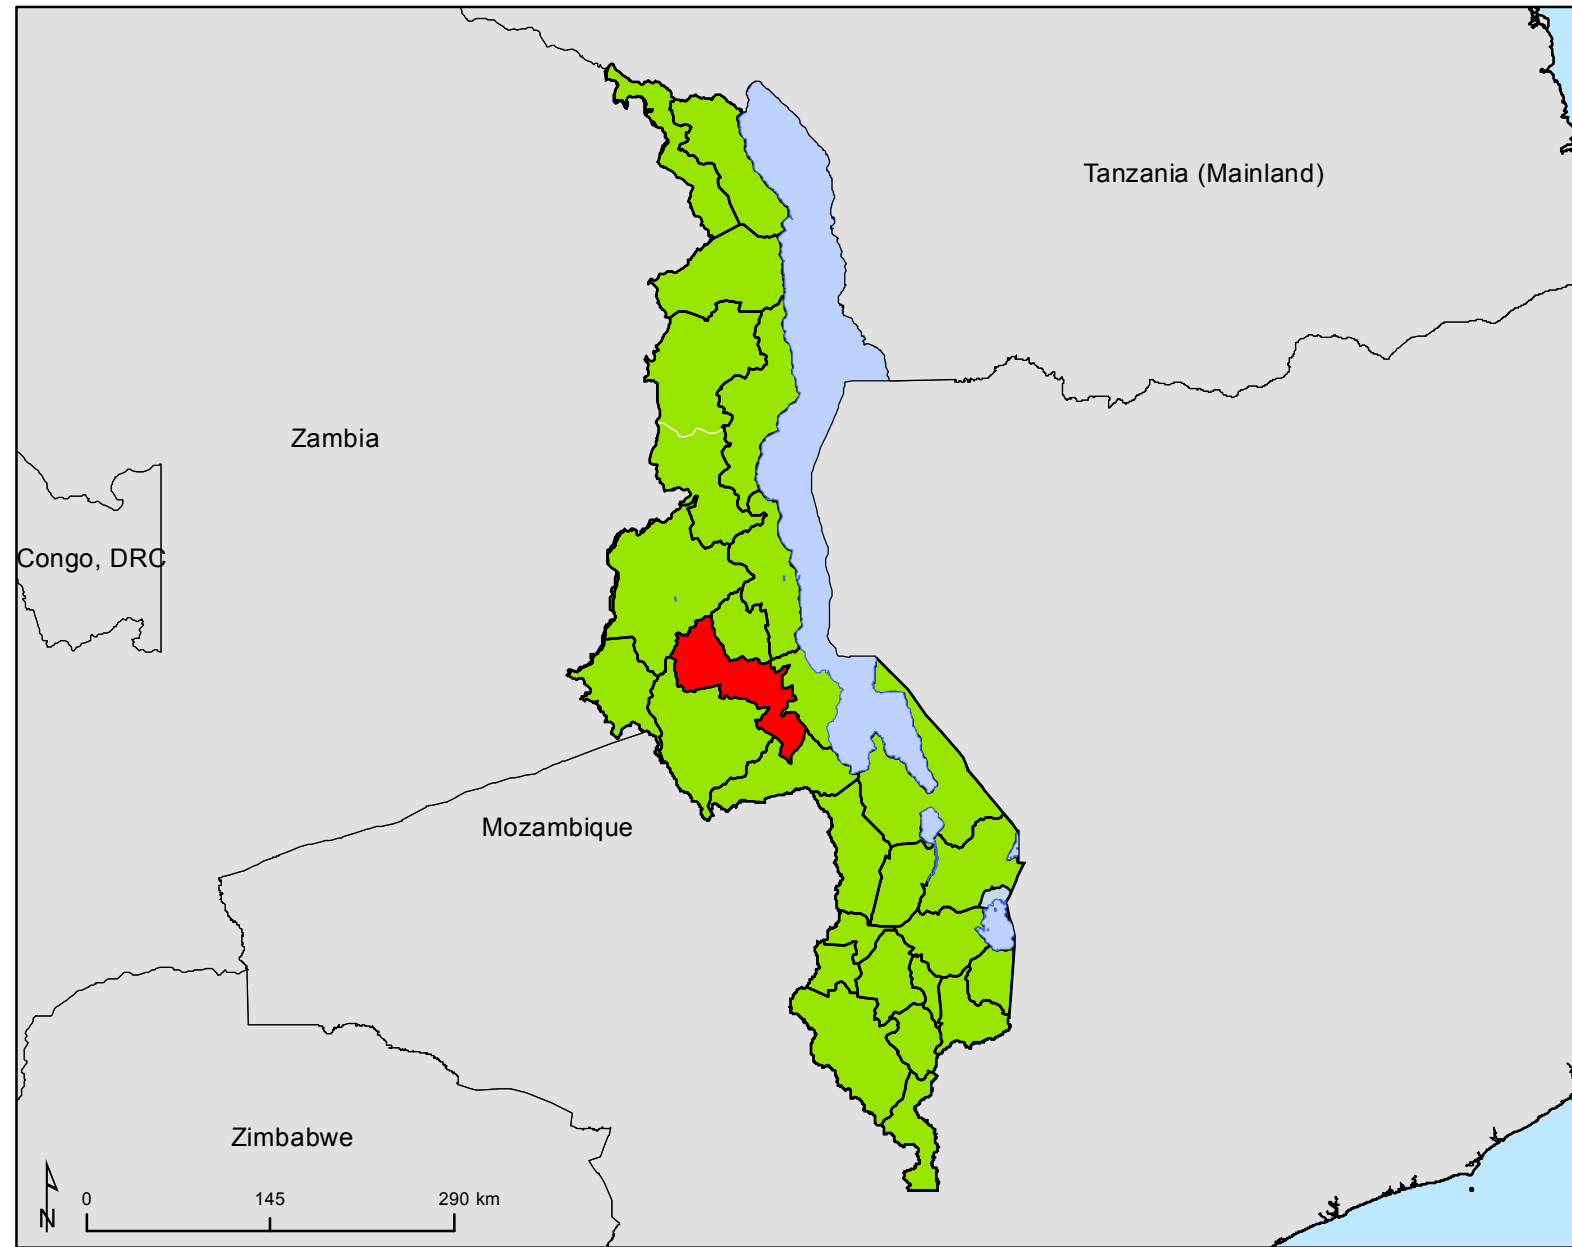 Tanzania (Mainland)
Zambia
Congo, DRC
Mozambique
Zimbabwe
0 145 290 km
N